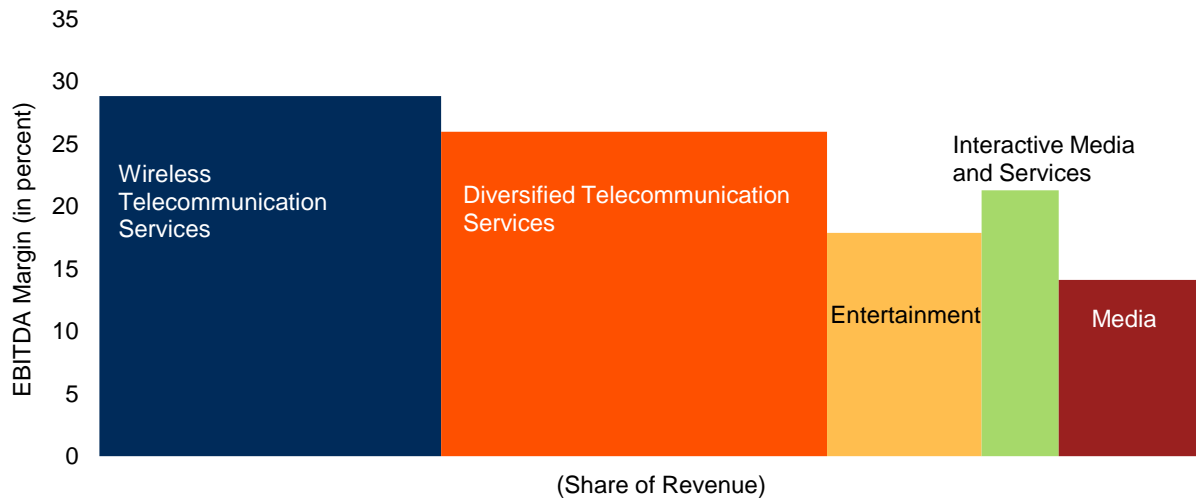 EBITDA Margin (in percent)
35
30
25
20
15
10
5
0
Wireless
Telecommunication
Services
Diversified Telecommunication
Services
Entertainment
Interactive Media
and Services
Media
(Share of Revenue)